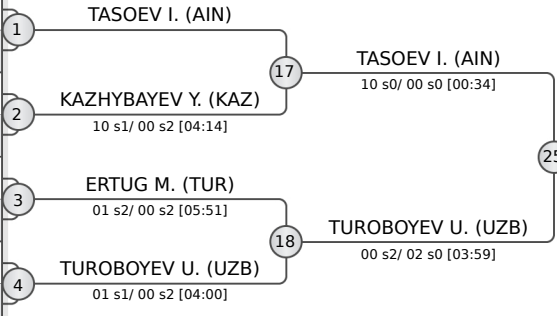 TASOEV I. (AIN)
1
17
TASOEV I. (AIN)
10 s0/ 00 s0 [00:34]
KAZHYBAYEV Y. (KAZ)
2
10 s1/ 00 s2 [04:14]
25
ERTUG M. (TUR)
3
01 s2/ 00 s2 [05:51]
18
TUROBOYEV U. (UZB)
00 s2/ 02 s0 [03:59]
TUROBOYEV U. (UZB)
4
01 s1/ 00 s2 [04:00]